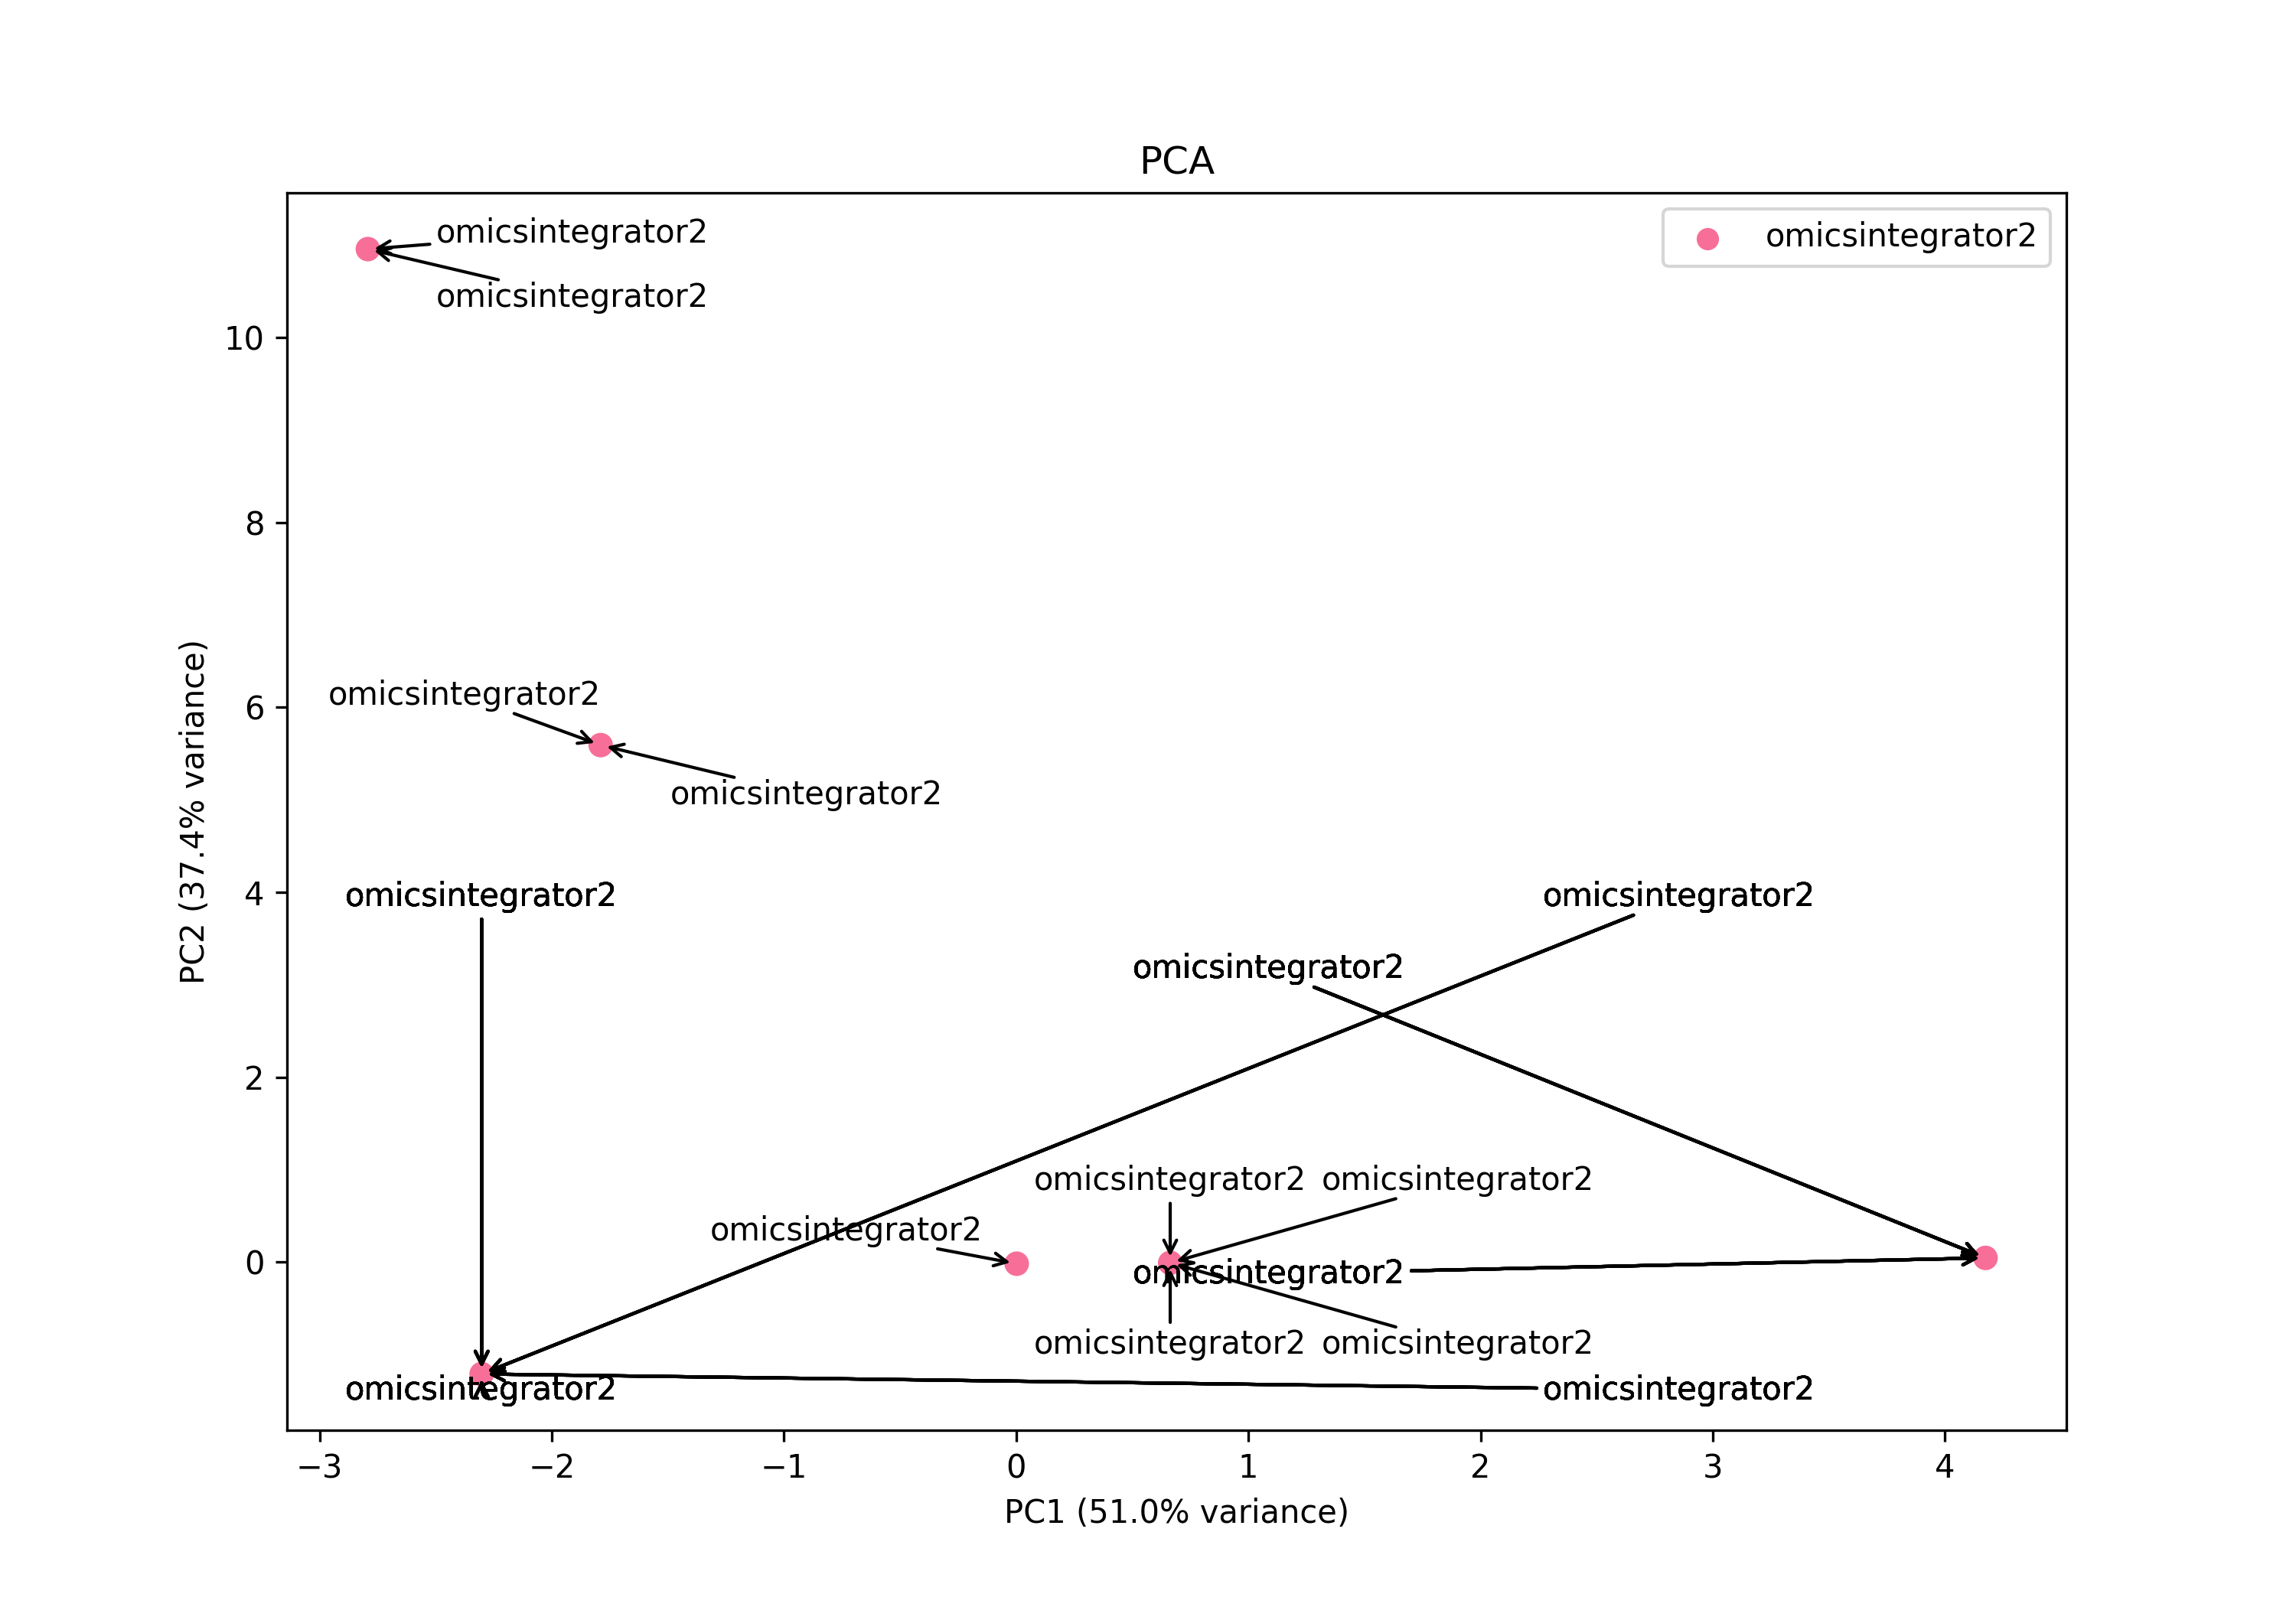 PCA
omicsintegrator2
omicsintegrator2
omicsintegrator2
10
8
omicsintegrator2
6
omicsintegrator2
PC2 (37.4% variance)
4
omicsintegrator2
omicsintegrator2
omicsintegrator2
2
omicsintegrator2
omicsintegrator2
omicsintegrator2
0
omicsintegrator2
omicsintegrator2
omicsintegrator2
omicsintegrator2
omicsintegrator2
−3
−2
−1
0
1
2
3
4
PC1 (51.0% variance)